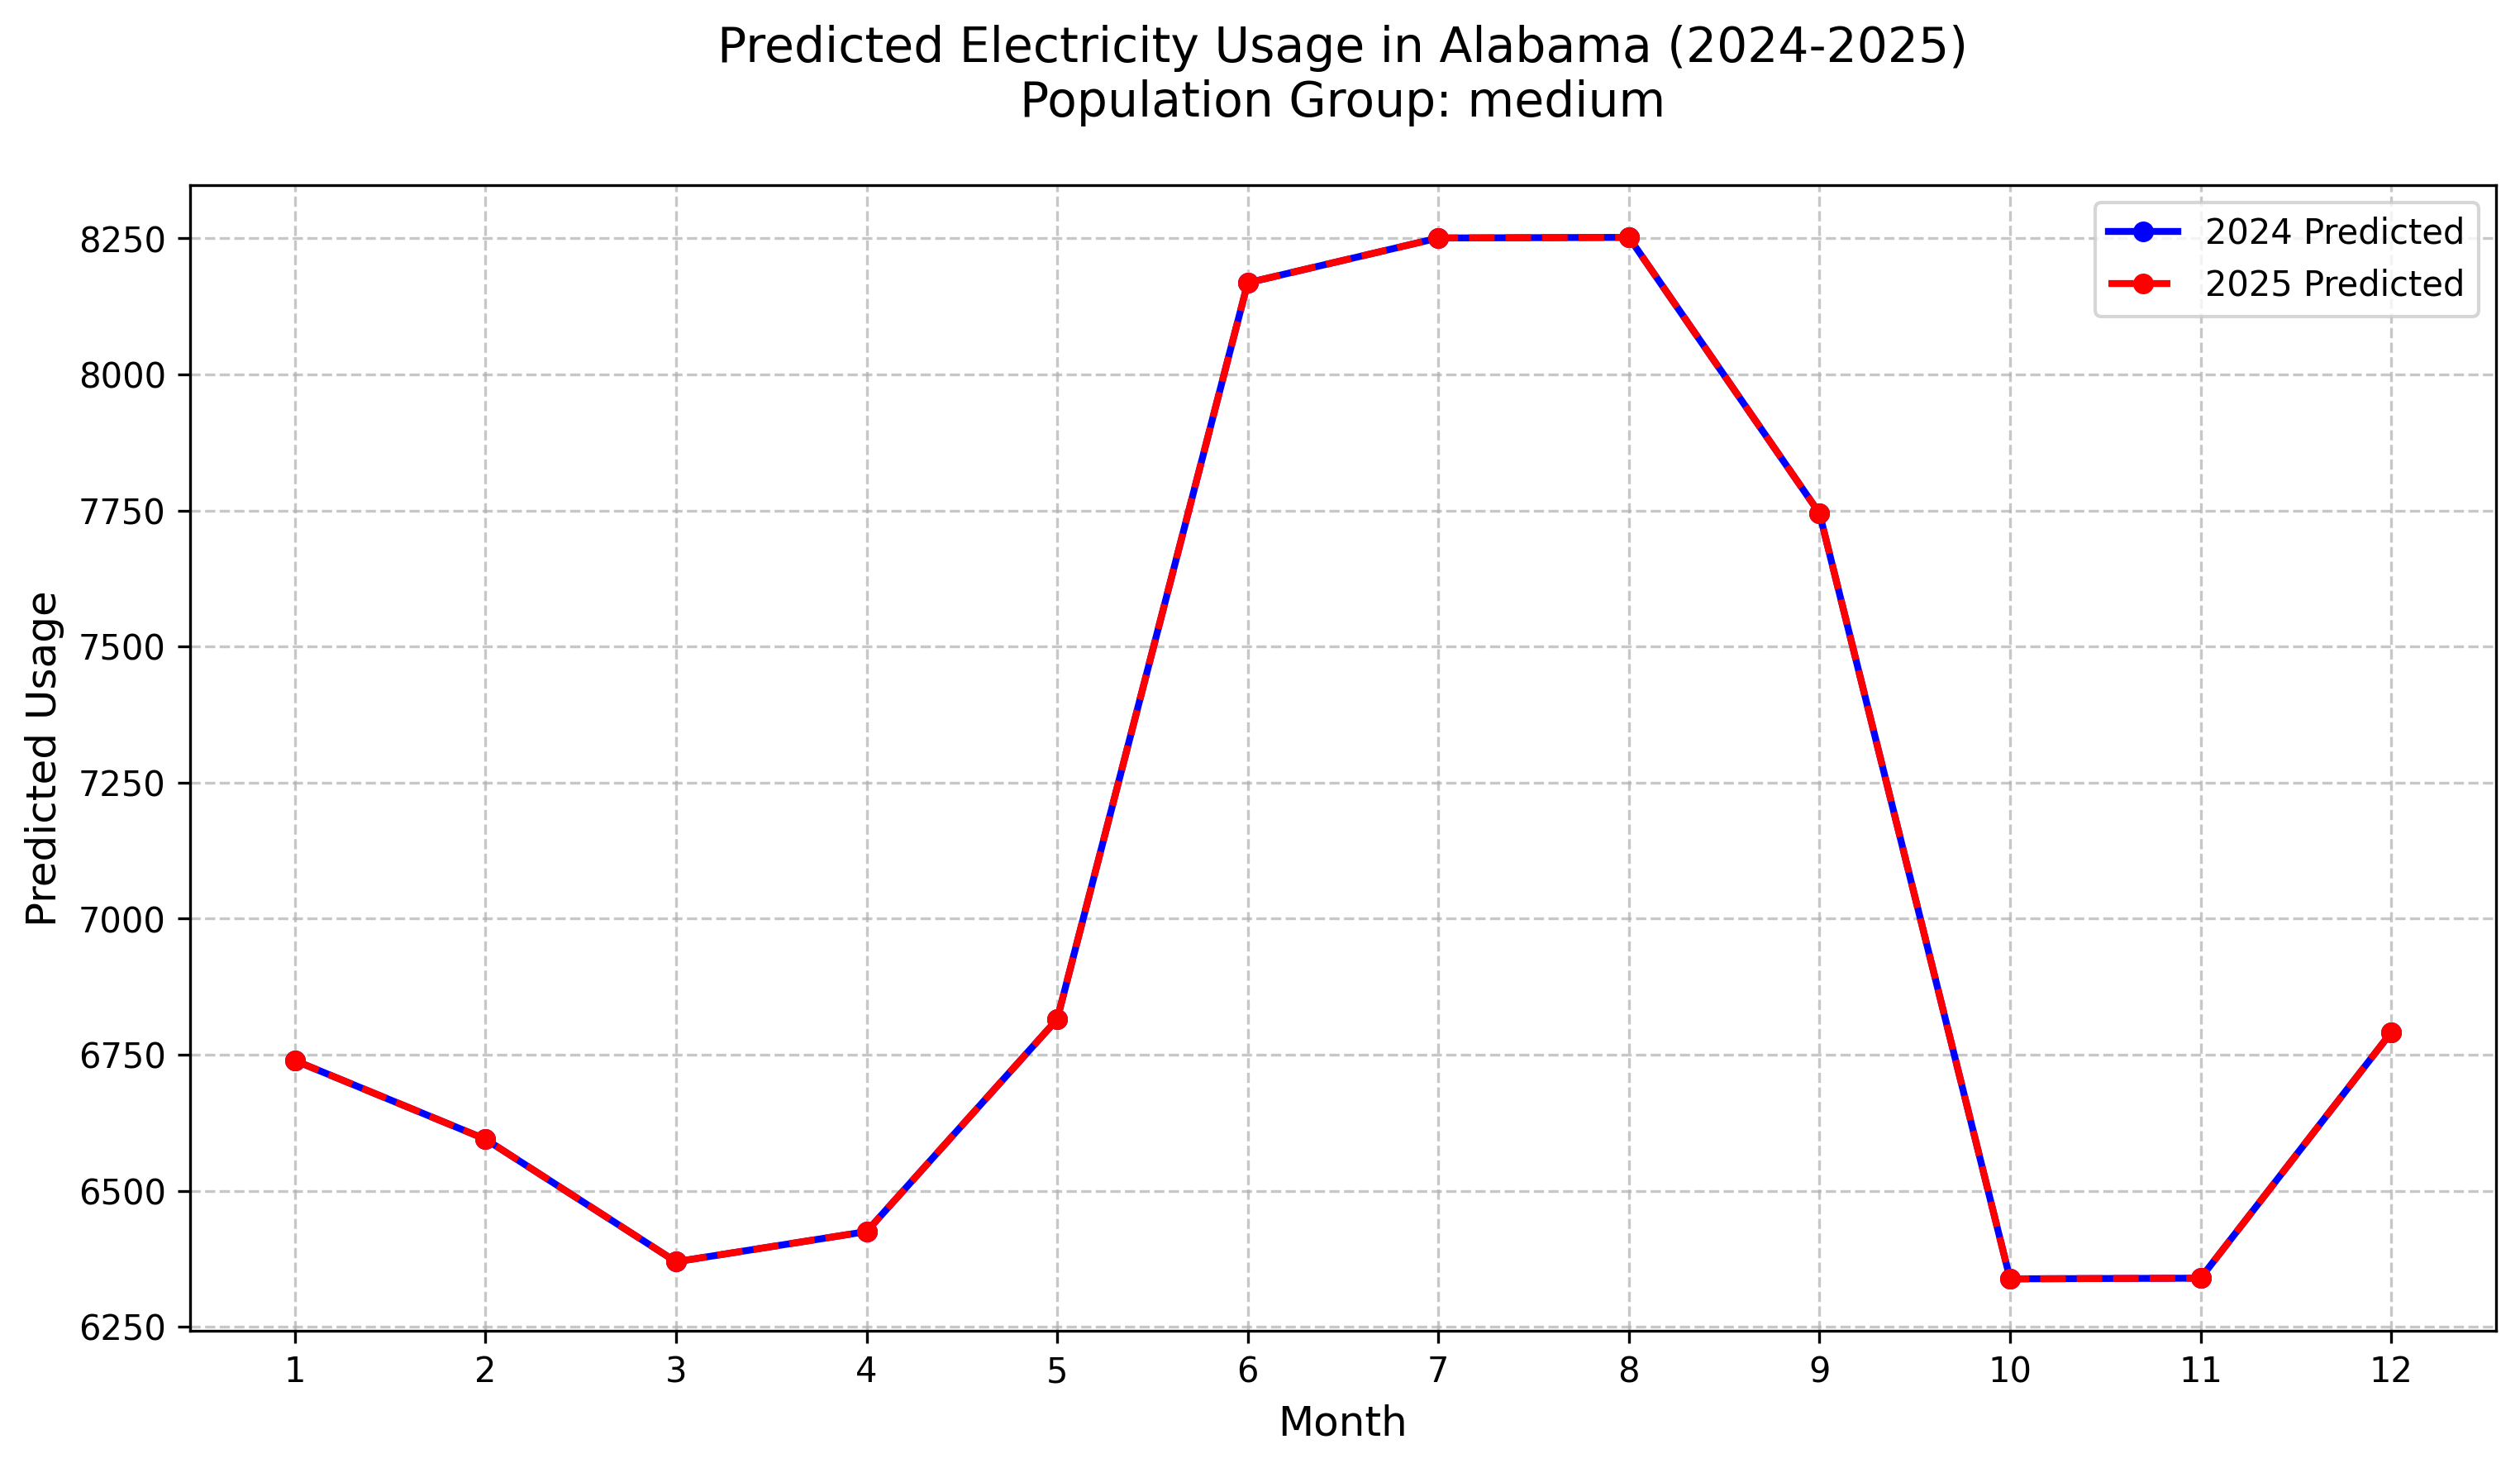 Predicted Electricity Usage in Alabama (2024-2025)
Population Group: medium
2024 Predicted
2025 Predicted
Predicted Usage
8250
8000
7750
7500
7250
7000
6750
6500
6250
1 2 3 4 5 6 7 8 9 10 11 12
Month